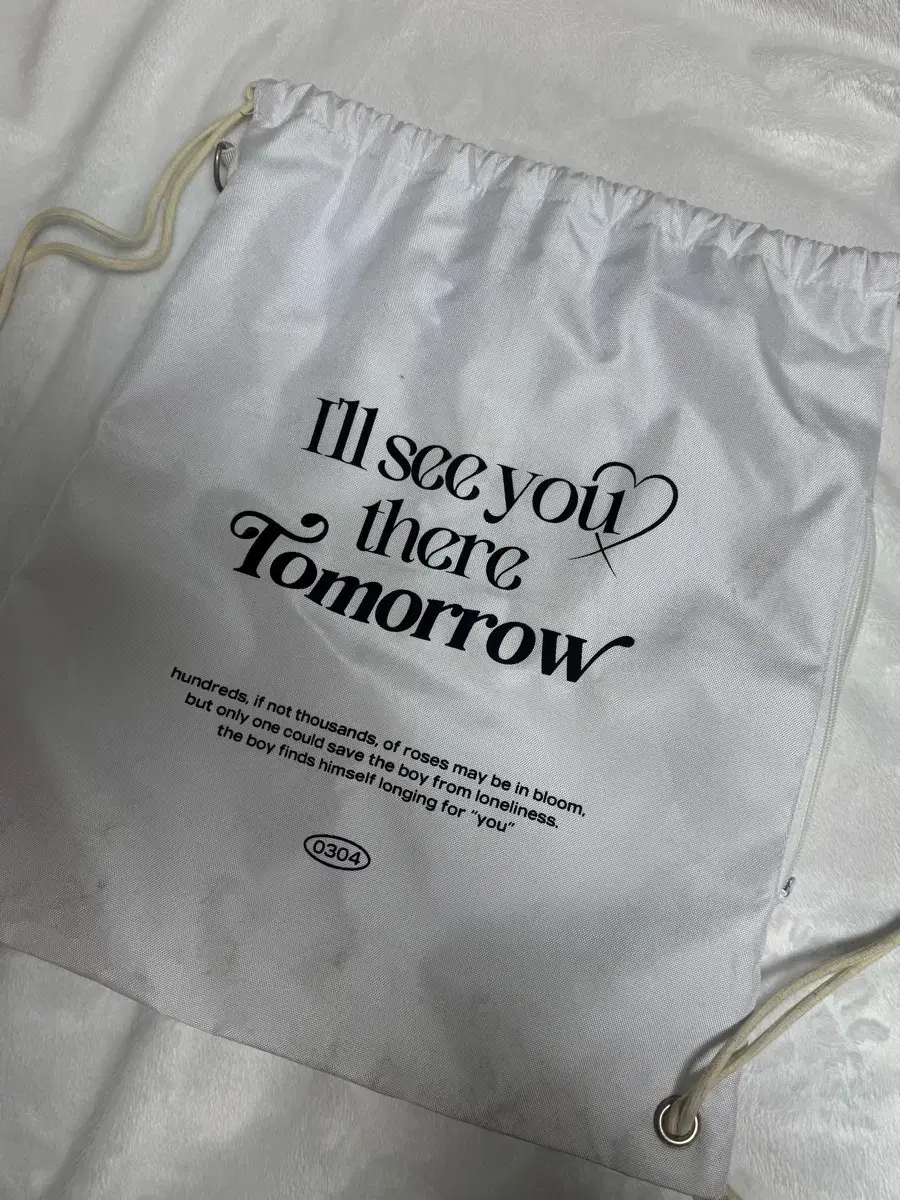 I'll see you
there
Tomorrow
hundreds, if not thousands, of roses may be in bloom,
but only one could save the boy from loneliness.
the boy finds himself longing for "you"
0304